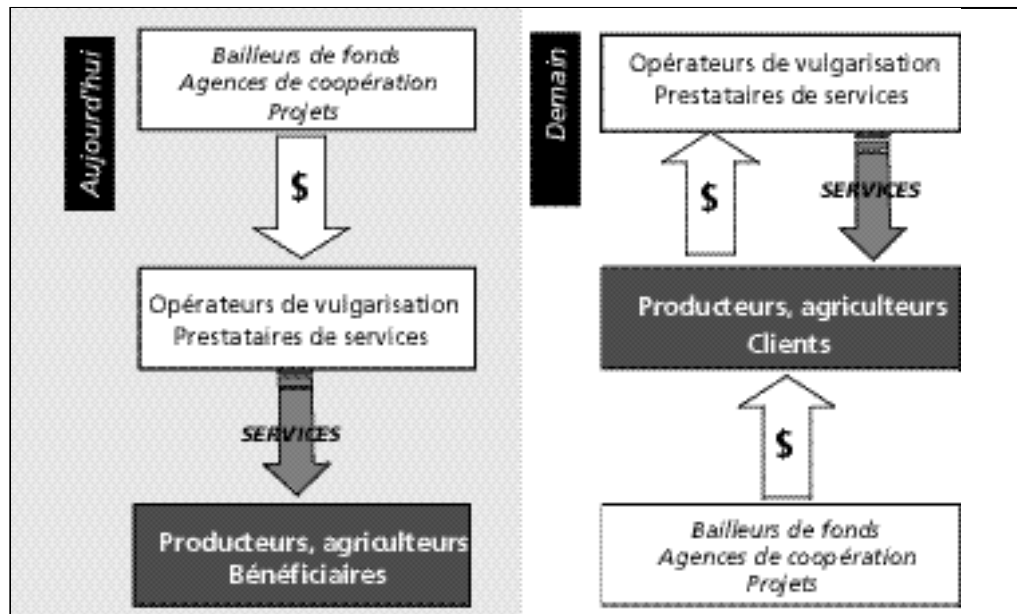 Aujourd'hui
Bailleurs de fonds
Agences de coopération
Projets
$
Opérateurs de vulgarisation
Prestataires de services
SERVICES
Producteurs, agriculteurs
Bénéficiaires
Demain
Opérateurs de vulgarisation
Prestataires de services
$
SERVICES
Producteurs, agriculteurs
Clients
$
Bailleurs de fonds
Agences de coopération
Projets